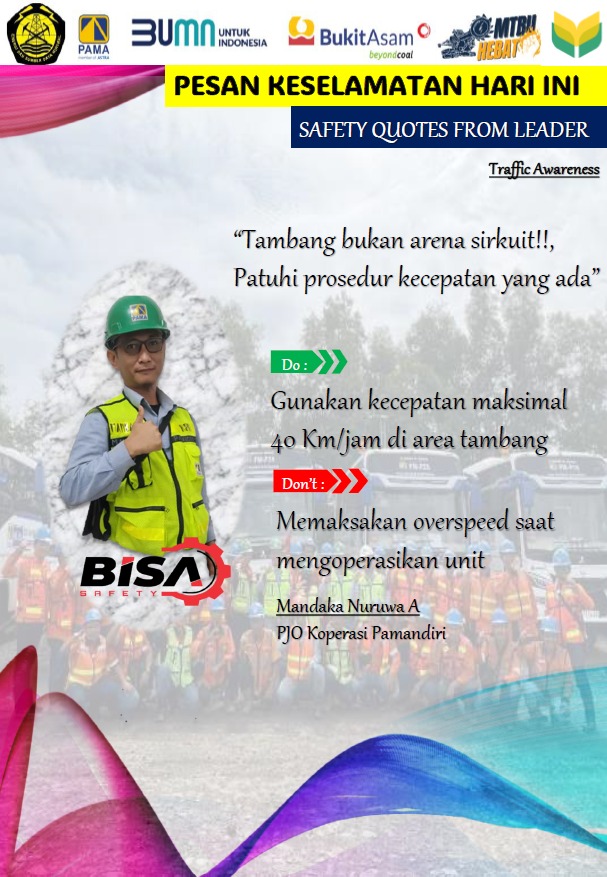 PAMA
member of ASTRA
BUMN UNTUK
INDONESIA
BukitAsam
beyond coal
@-MTBU
HEBAT
PESAN KESELAMATAN HARI INI
SAFETY QUOTES FROM LEADER
Traffic Awareness
“Tambang bukan arena sirkuit!!,
Patuhi prosedur kecepatan yang ada”
PAMA
Do :
Gunakan kecepatan maksimal
40 Km/jam di area tambang
Don't :
Memaksakan overspeed saat
mengoperasikan unit
BISA
SAFETY
Mandaka Nuruwa A
PJO Koperasi Pamandiri